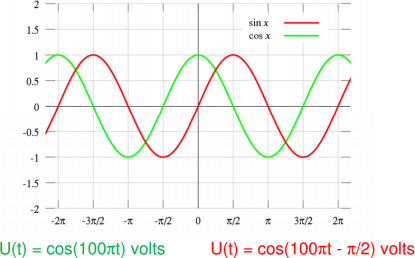 2
sin x
1.5
cos x
1
0.5
0
-0.5
-1
-1.5
-2
-2π -3π/2 -π -π/2 0 π/2 π 3π/2 2π
U(t) = cos(100πt) volts U(t) = cos(100πt - π/2) volts